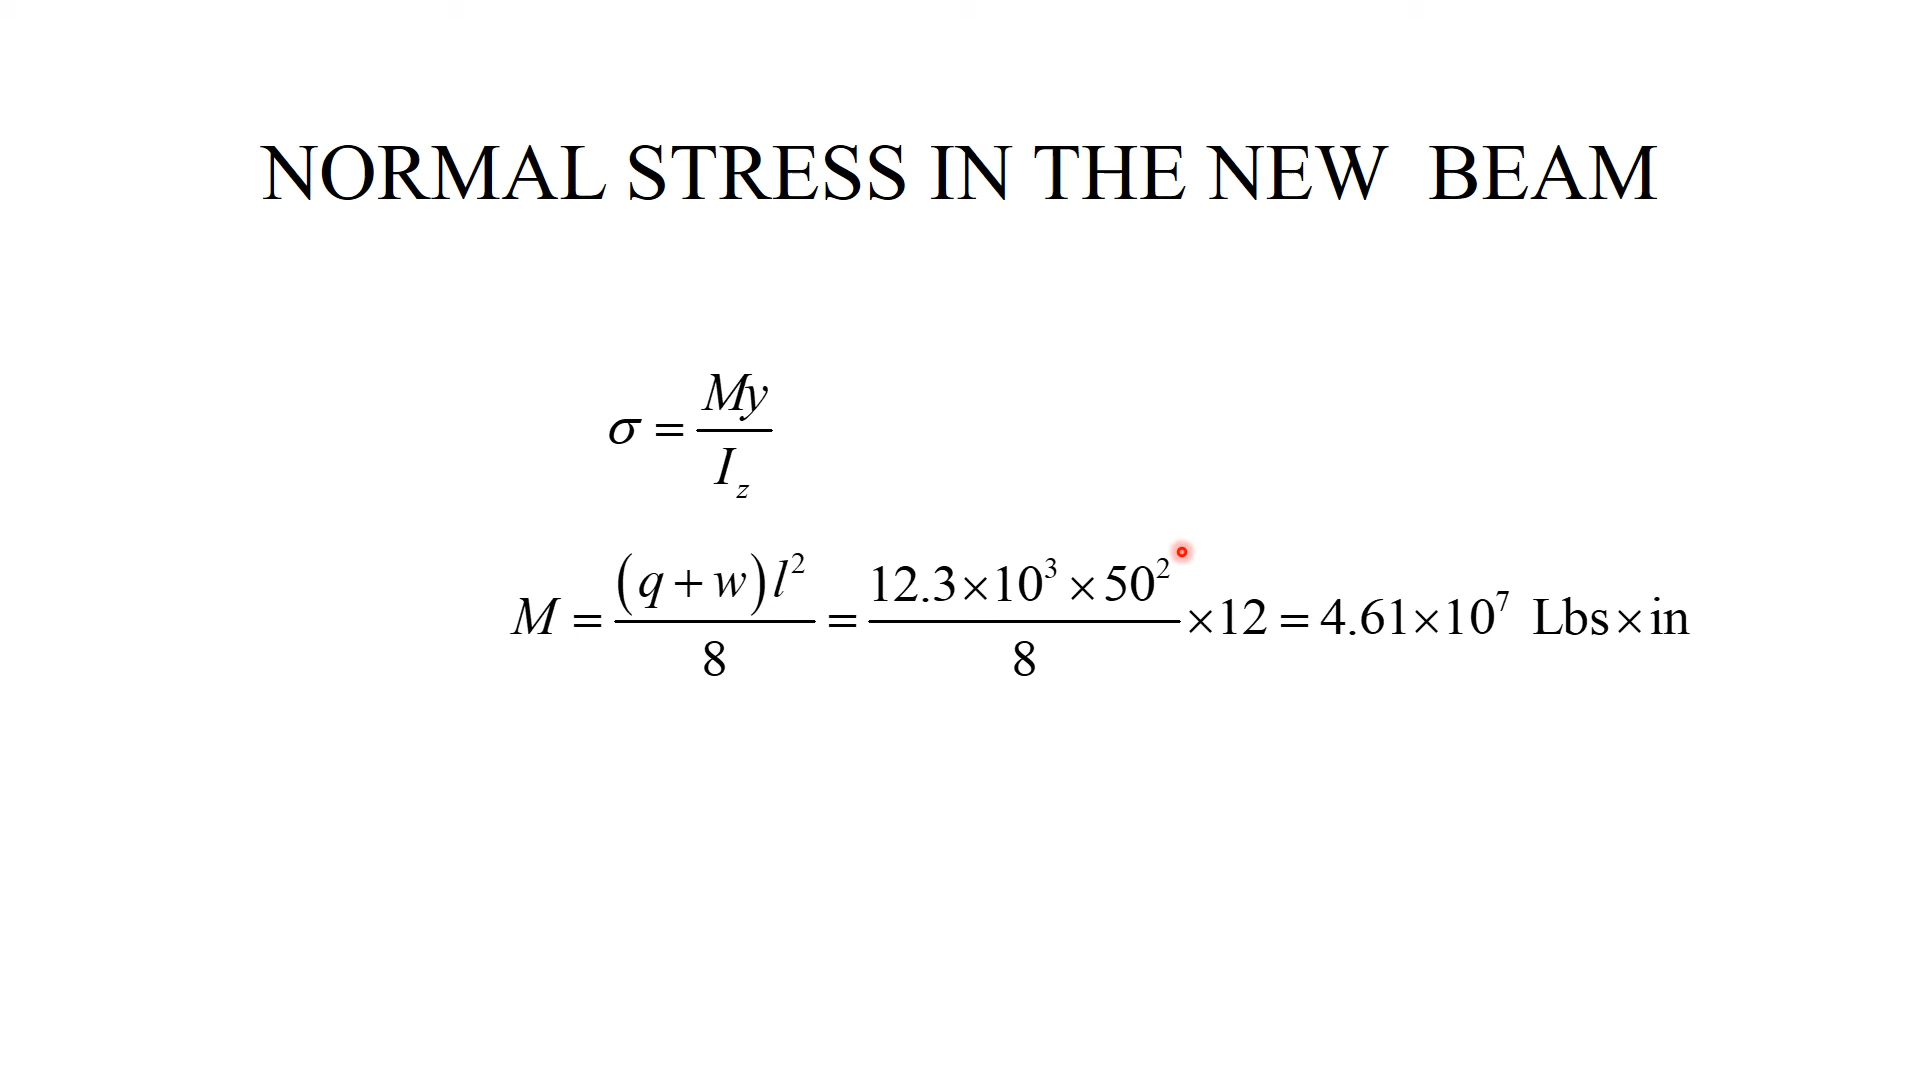 NORMAL STRESS IN THE NEW BEAM
σ = My / I_z
M = (q + w) l² / 8 = 12.3×10³ × 50² / 8 ×12 = 4.61×10⁷ Lbs×in